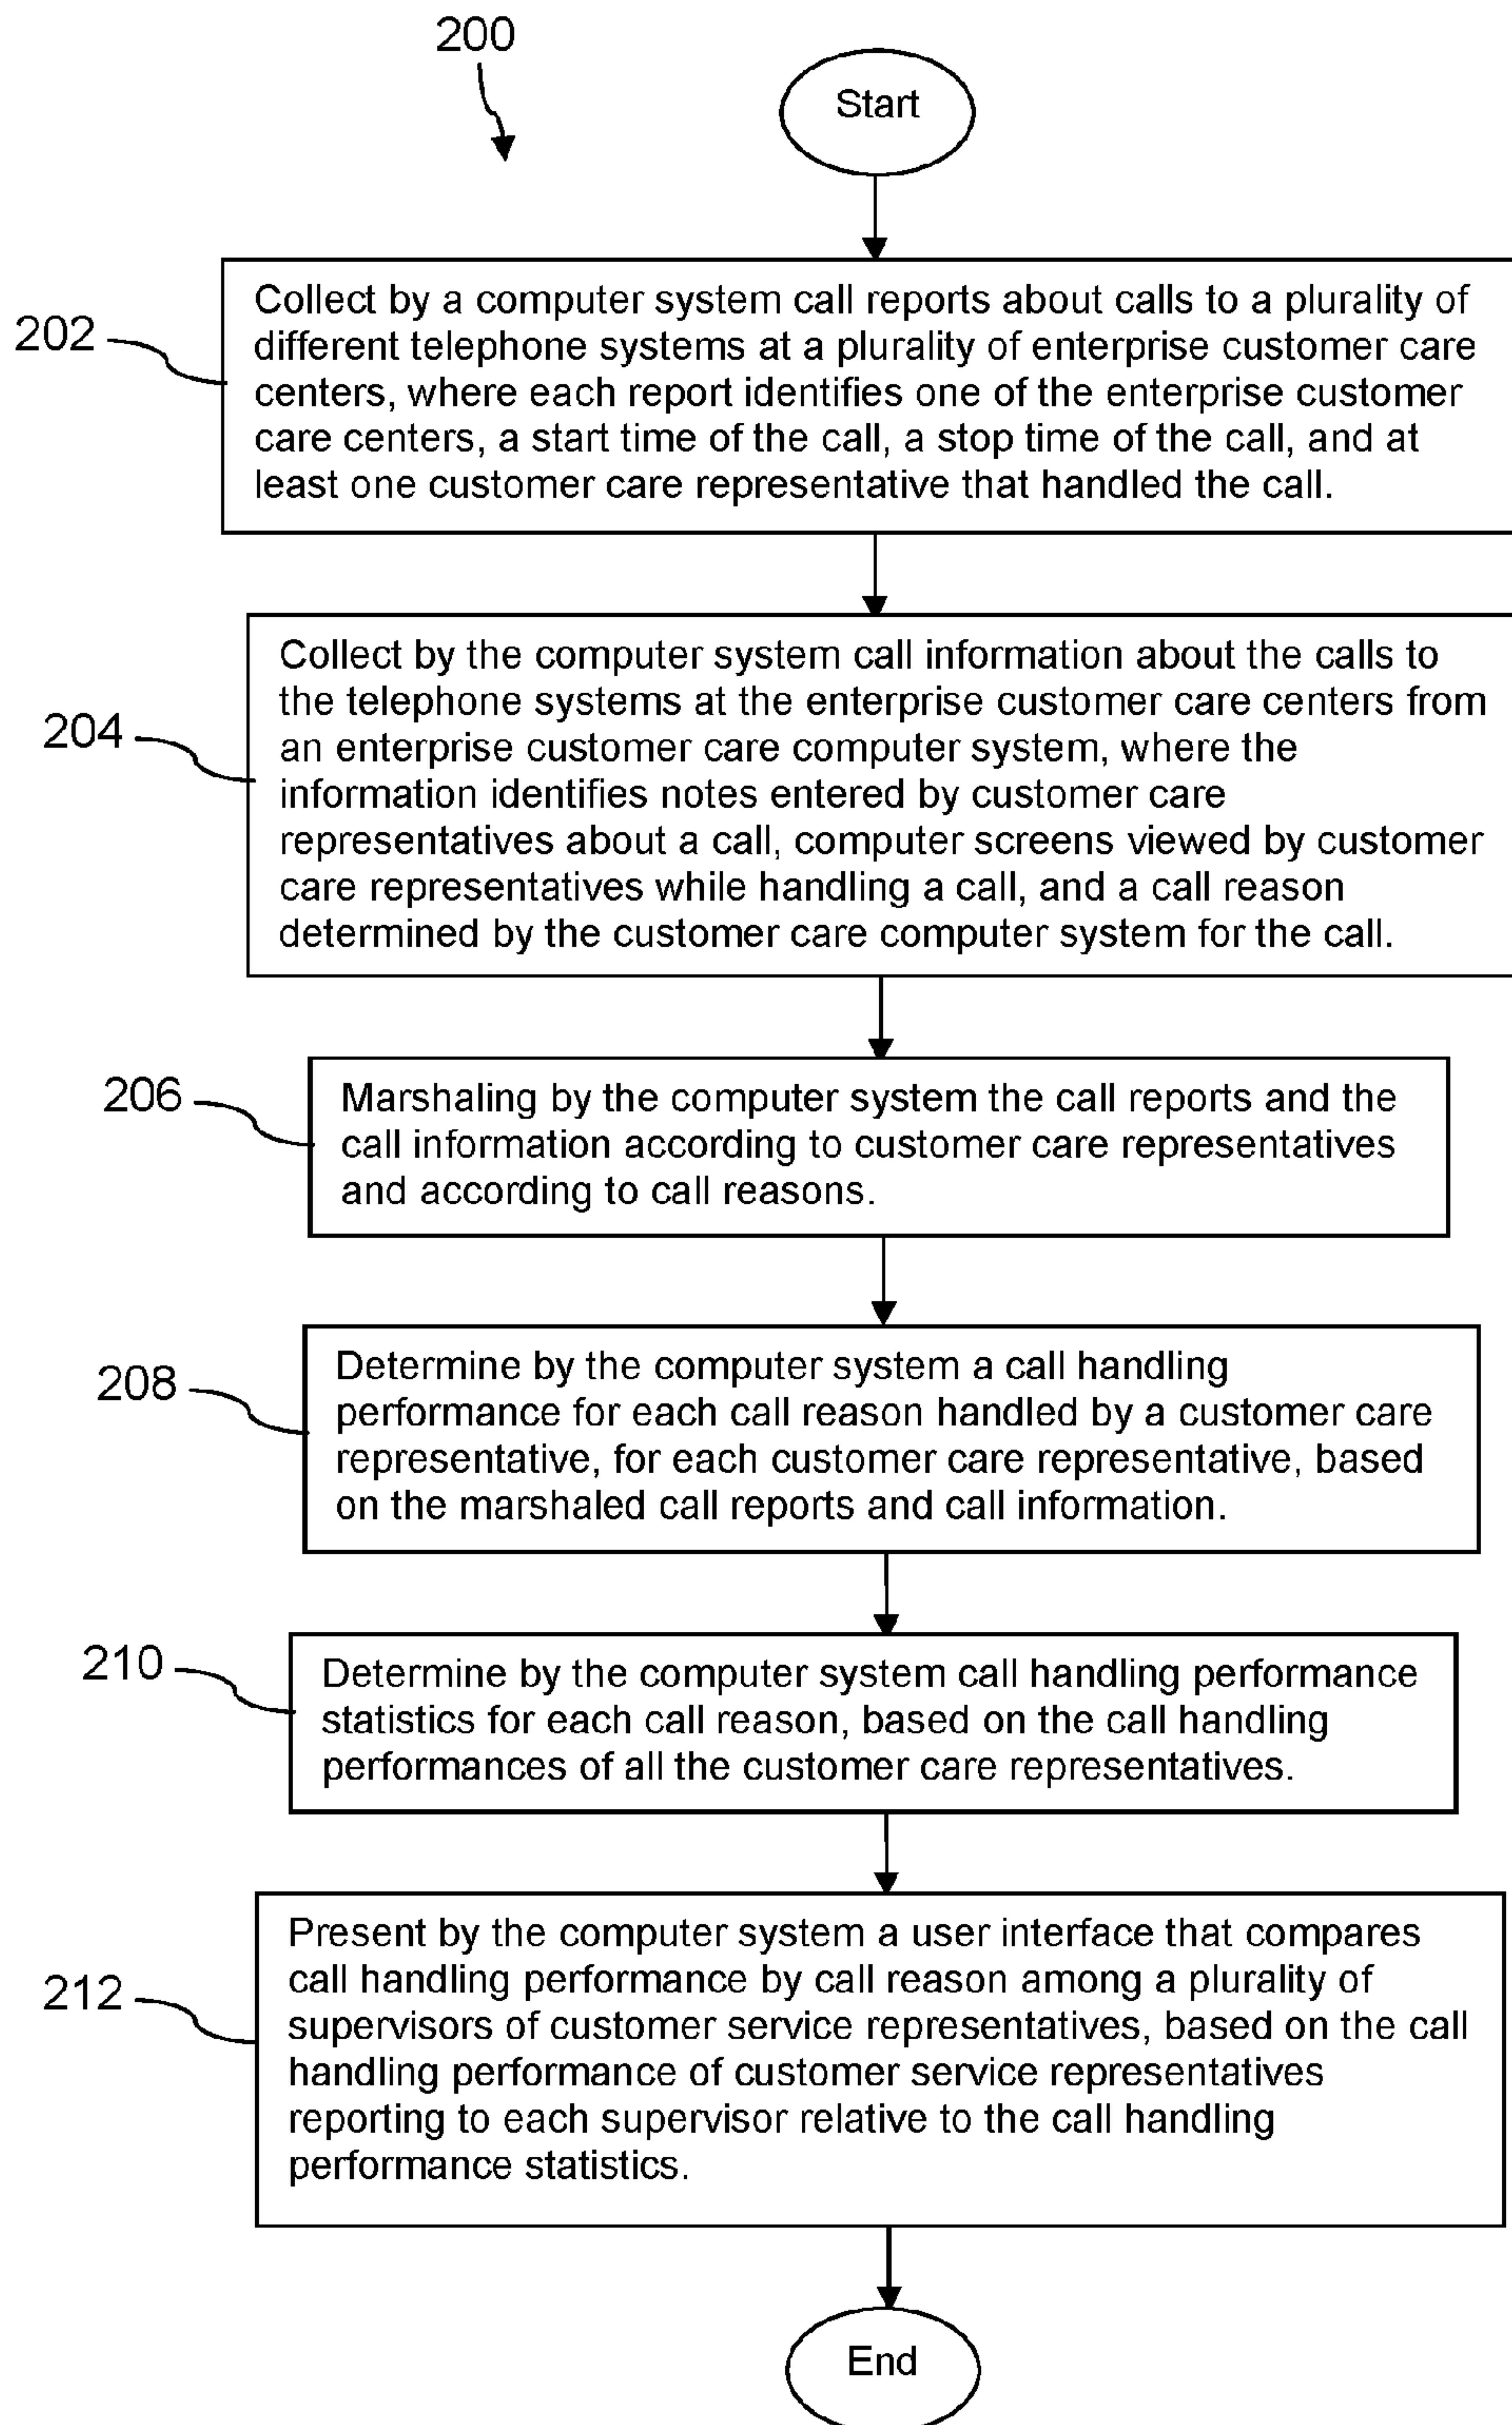 200
Start
202
Collect by a computer system call reports about calls to a plurality of
different telephone systems at a plurality of enterprise customer care
centers, where each report identifies one of the enterprise customer
care centers, a start time of the call, a stop time of the call, and at
least one customer care representative that handled the call.
204
Collect by the computer system call information about the calls to
the telephone systems at the enterprise customer care centers from
an enterprise customer care computer system, where the
information identifies notes entered by customer care
representatives about a call, computer screens viewed by customer
care representatives while handling a call, and a call reason
determined by the customer care computer system for the call.
206
Marshaling by the computer system the call reports and the
call information according to customer care representatives
and according to call reasons.
208
Determine by the computer system a call handling
performance for each call reason handled by a customer care
representative, for each customer care representative, based
on the marshaled call reports and call information.
210
Determine by the computer system call handling performance
statistics for each call reason, based on the call handling
performances of all the customer care representatives.
212
Present by the computer system a user interface that compares
call handling performance by call reason among a plurality of
supervisors of customer service representatives, based on the call
handling performance of customer service representatives
reporting to each supervisor relative to the call handling
performance statistics.
End